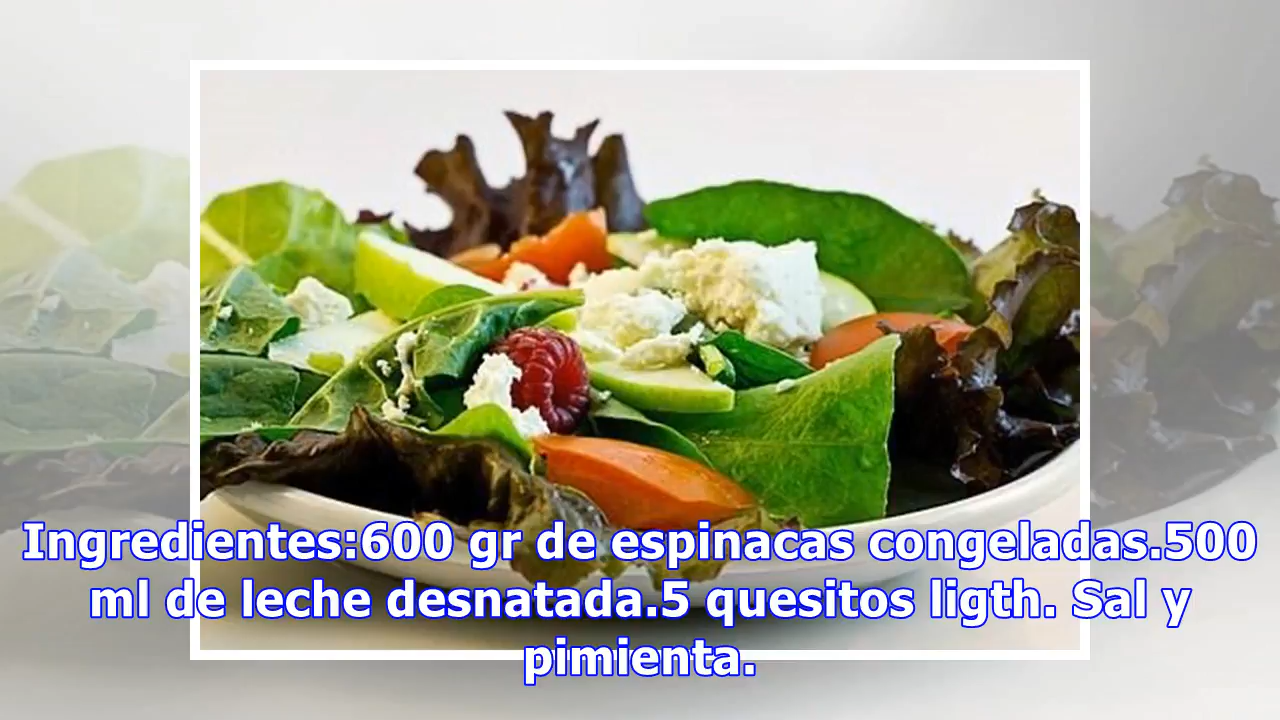 Ingredientes:600 gr de espinacas congeladas.500
ml de leche desnatada.5 quesitos ligth. Sal y
pimienta.